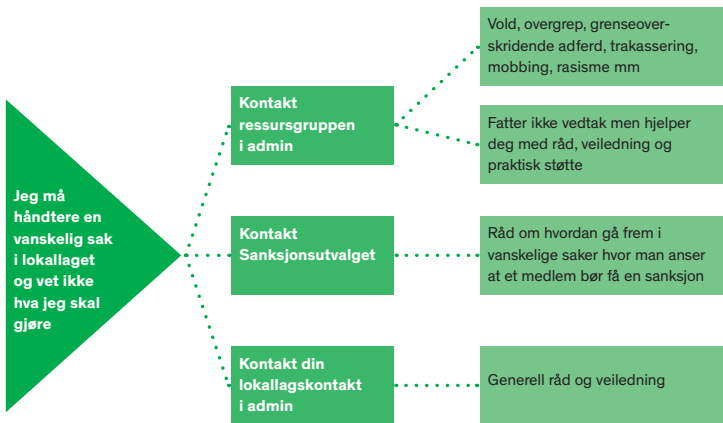 Jeg må
håndtere en
vanskelig sak
i lokallaget
og vet ikke
hva jeg skal
gjøre
Kontakt
ressursgruppen
i admin
Vold, overgrep, grenseover-
skridende adferd, trakassering,
mobbing, rasisme mm
Fatter ikke vedtak men hjelper
deg med råd, veiledning og
praktisk støtte
Kontakt
Sanksjonsutvalget
Råd om hvordan gå frem i
vanskelige saker hvor man anser
at et medlem bør få en sanksjon
Kontakt din
lokallagskontakt
i admin
Generell råd og veiledning